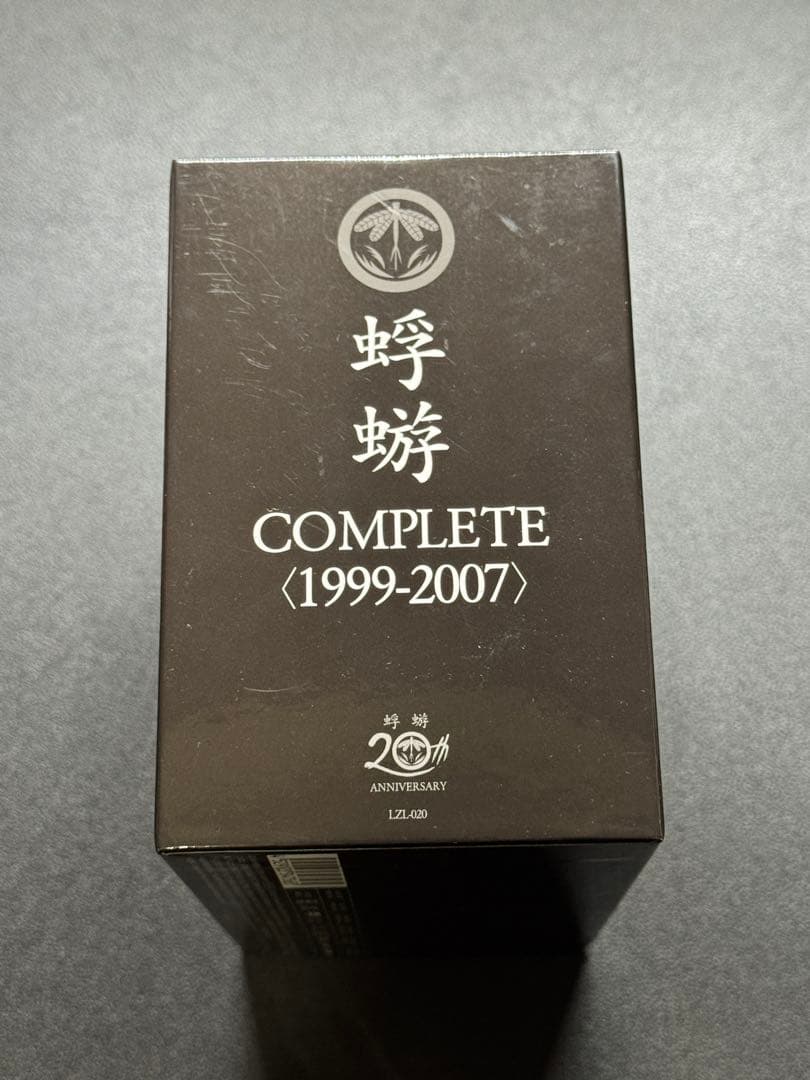 蜉
蝣
COMPLETE
〈1999-2007〉
蜉蝣
20th
ANNIVERSARY
LZL-020